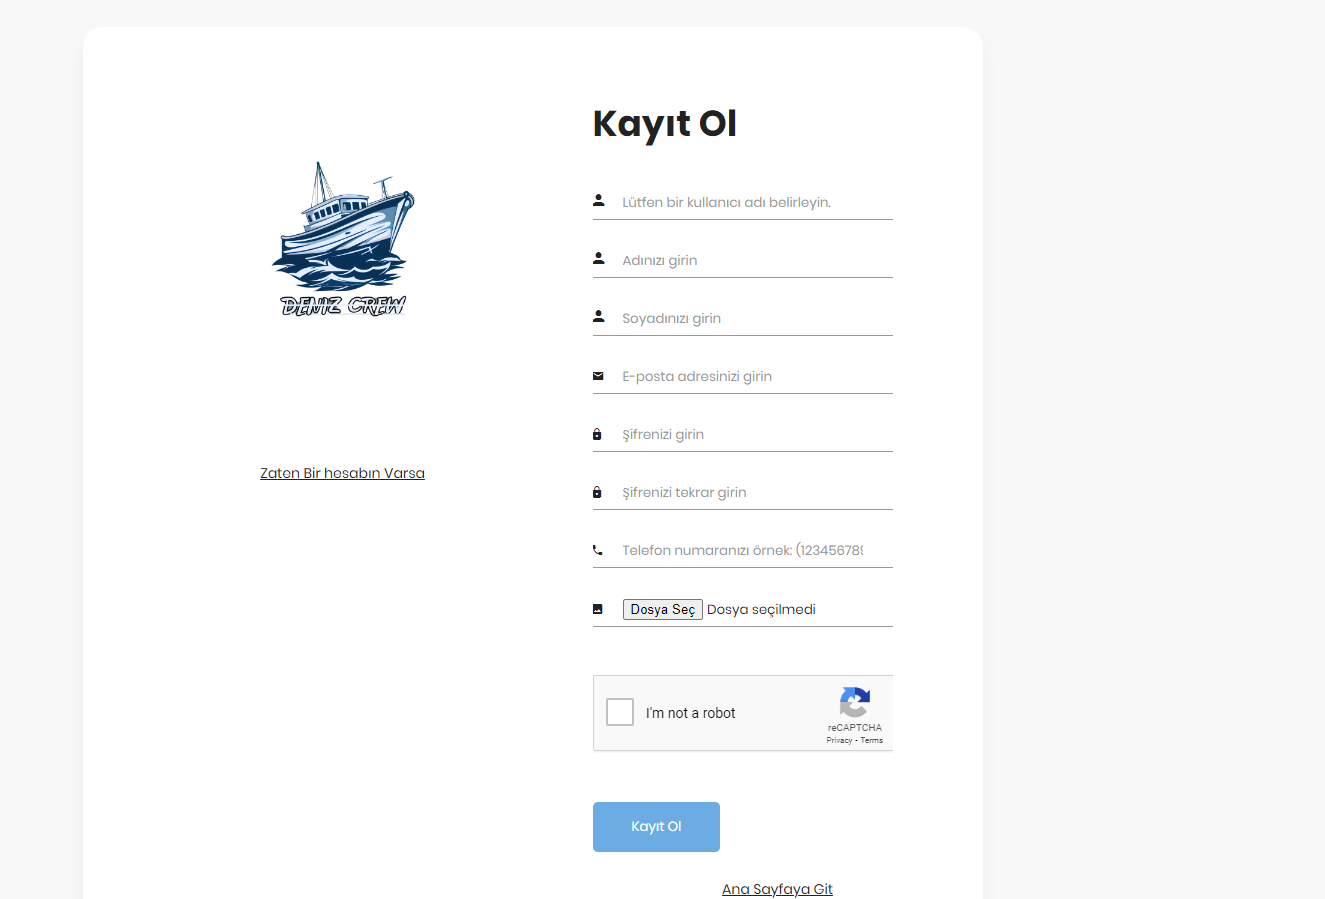 DENIZ CREW
Zaten Bir hesabın Varsa
Kayıt Ol
Lütfen bir kullanıcı adı belirleyin.
Adınızı girin
Soyadınızı girin
E-posta adresinizi girin
Şifrenizi girin
Şifrenizi tekrar girin
Telefon numaranızı örnek: (123456789
Dosya Seç Dosya seçilmedi
I'm not a robot
reCAPTCHA
Privacy - Terms
Kayıt Ol
Ana Sayfaya Git